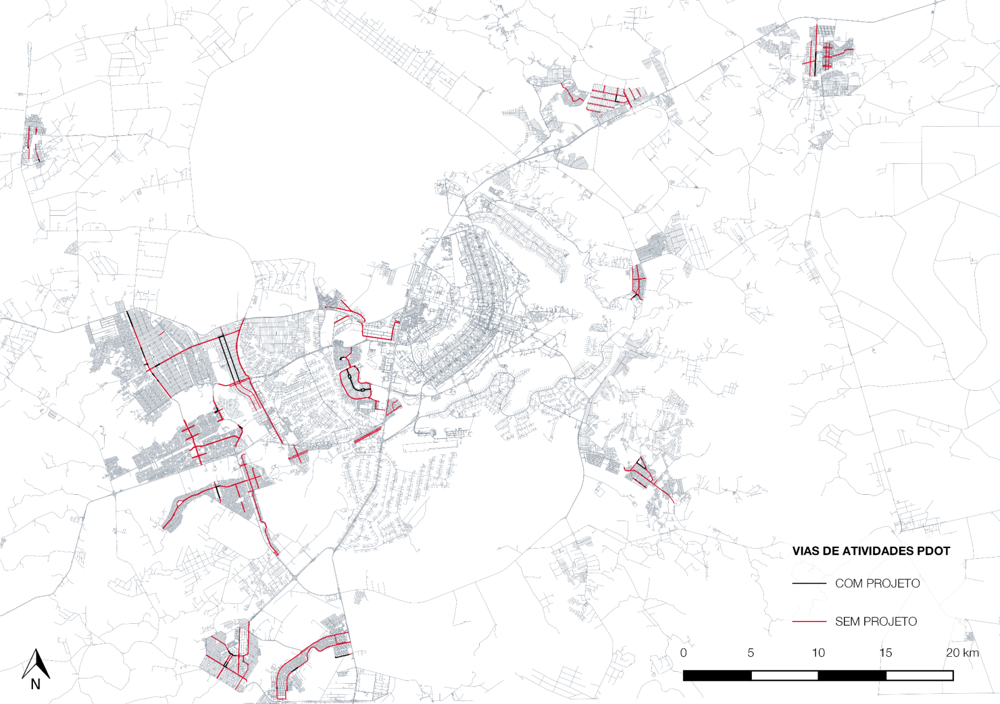 VIAS DE ATIVIDADES PDOT
COM PROJETO
SEM PROJETO
0 5 10 15 20 km
N